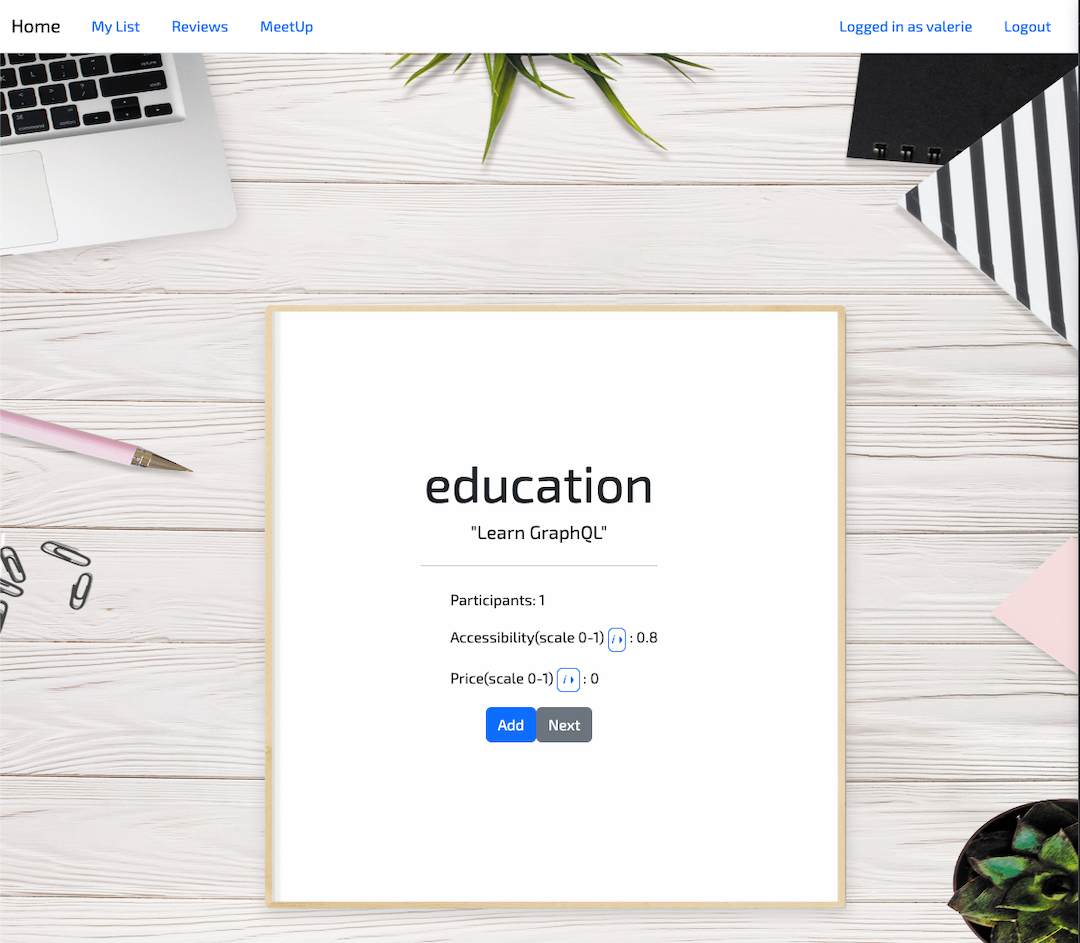 Home My List Reviews MeetUp Logged in as valerie Logout
education
"Learn GraphQL"
Participants: 1
Accessibility(scale 0-1) i : 0.8
Price(scale 0-1) i : 0
Add Next